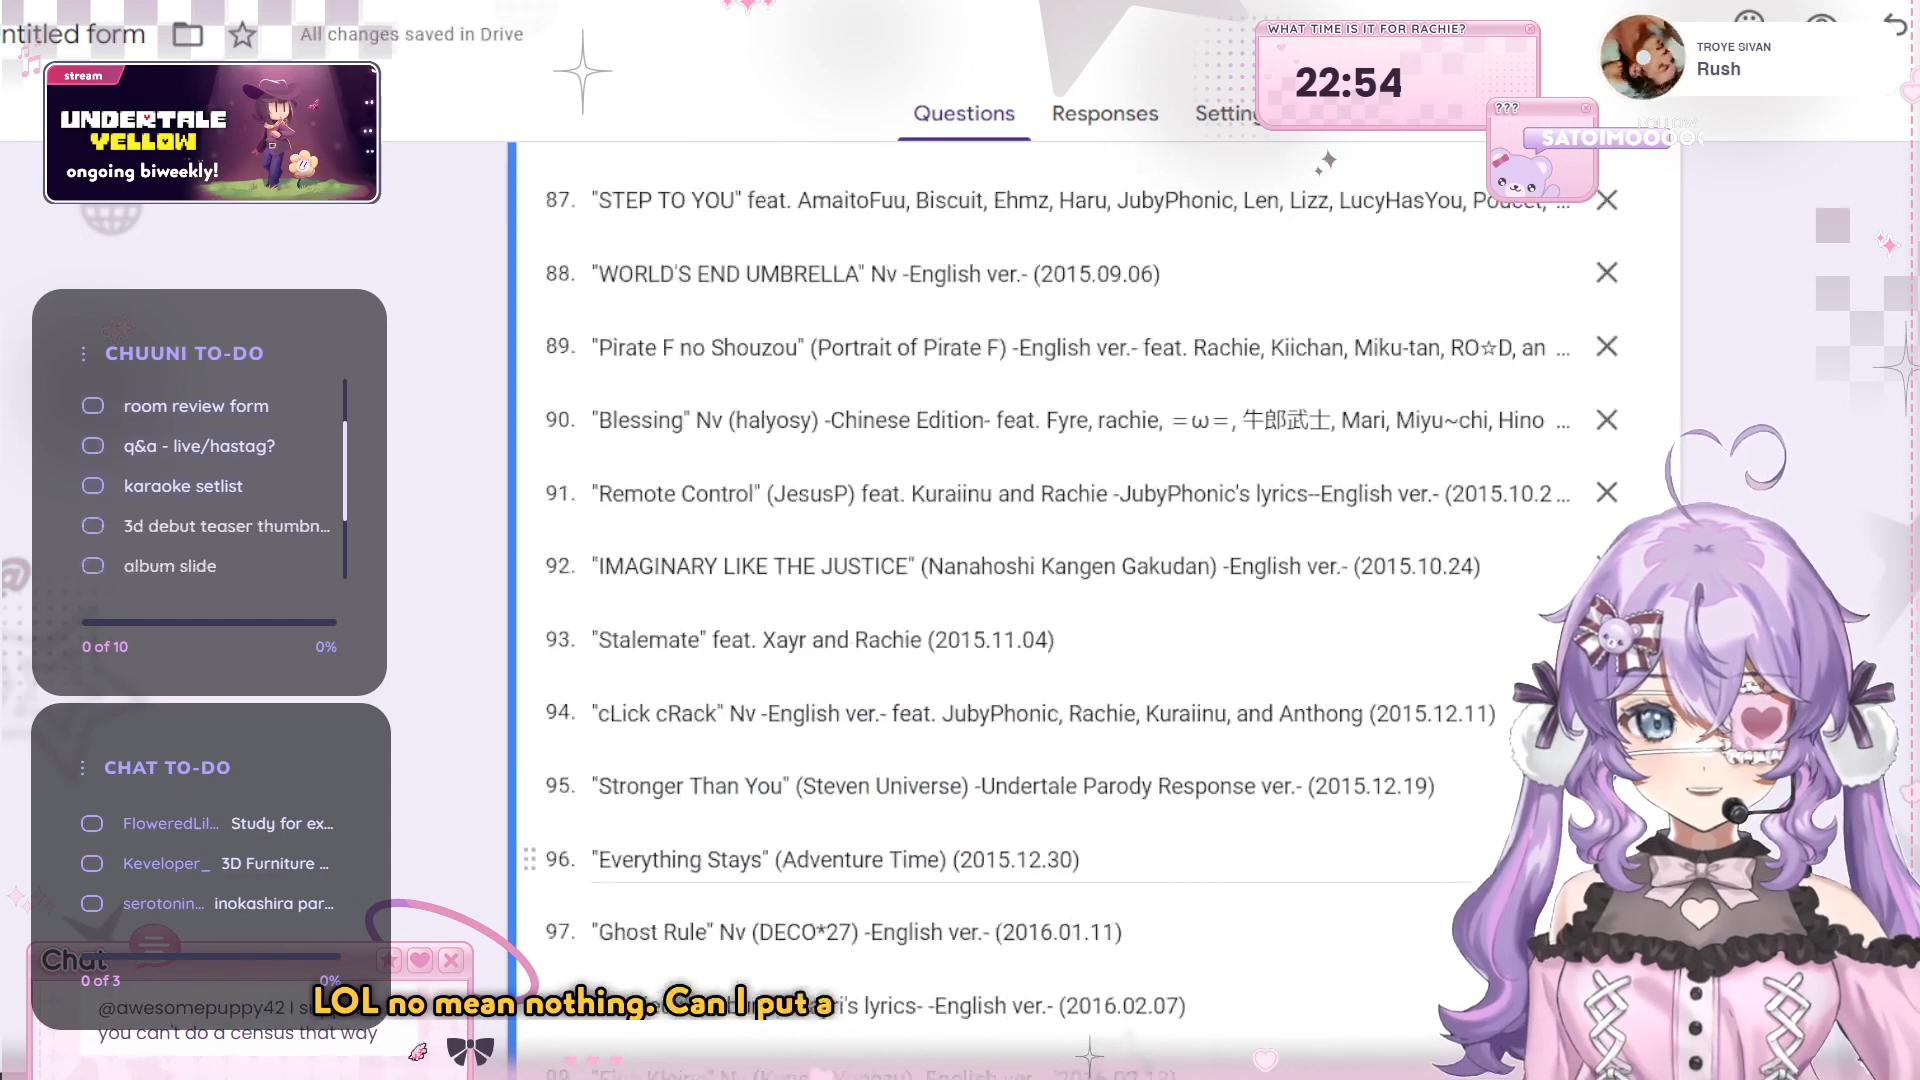 ntitled form
All changes saved in Drive
stream
UNDERTALE
YELLOW
ongoing biweekly!
WHAT TIME IS IT FOR RACHIE?
22:54
TROYE SIVAN
Rush
Questions
Responses
Setting
???
FOLLOW
SATOIMOOOO
87. "STEP TO YOU" feat. AmaitoFuu, Biscuit, Ehmz, Haru, JubyPhonic, Len, Lizz, LucyHasYou, Poucet, ...
88. "WORLD'S END UMBRELLA" Nv -English ver.- (2015.09.06)
89. "Pirate F no Shouzou" (Portrait of Pirate F) -English ver.- feat. Rachie, Kiichan, Miku-tan, RO☆D, an ...
90. "Blessing" Nv (halyosy) -Chinese Edition- feat. Fyre, rachie, =ω=, 牛郎武士, Mari, Miyu~chi, Hino ...
91. "Remote Control" (JesusP) feat. Kuraiinu and Rachie -JubyPhonic's lyrics--English ver.- (2015.10.2 ...
92. "IMAGINARY LIKE THE JUSTICE" (Nanahoshi Kangen Gakudan) -English ver.- (2015.10.24)
93. "Stalemate" feat. Xayr and Rachie (2015.11.04)
94. "cLick cRack" Nv -English ver.- feat. JubyPhonic, Rachie, Kuraiinu, and Anthong (2015.12.11)
95. "Stronger Than You" (Steven Universe) -Undertale Parody Response ver.- (2015.12.19)
96. "Everything Stays" (Adventure Time) (2015.12.30)
97. "Ghost Rule" Nv (DECO*27) -English ver.- (2016.01.11)
lyrics- -English ver.- (2016.02.07)
CHUUNI TO-DO
room review form
q&a - live/hastag?
karaoke setlist
3d debut teaser thumbn...
album slide
0 of 10 0%
CHAT TO-DO
FloweredLil... Study for ex...
Keveloper_ 3D Furniture ...
serotonin... inokashira par...
0 of 3 0%
Chat
@awesomepuppy42 I
you can't do a census that way
LOL no mean nothing. Can I put a